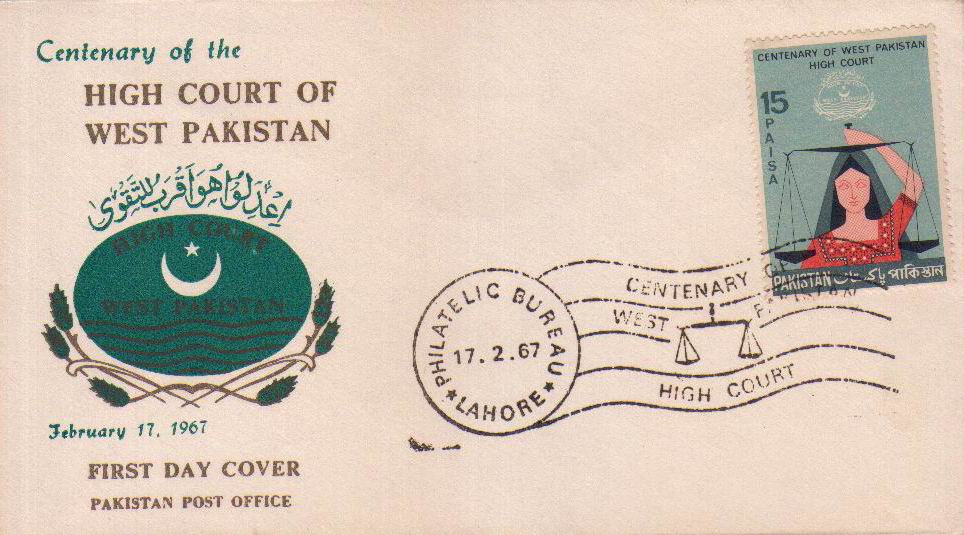 Centenary of the
HIGH COURT OF
WEST PAKISTAN
اعدلوا هو اقرب للتقوى
HIGH COURT
WEST PAKISTAN
February 17, 1967
FIRST DAY COVER
PAKISTAN POST OFFICE
CENTENARY OF WEST PAKISTAN
HIGH COURT
15
PAISA
PAKISTAN پاکستان পাকিস্তান
PHILATELIC BUREAU
17.2.67
★ LAHORE ★
CENTENARY OF
WEST PAKISTAN
HIGH COURT